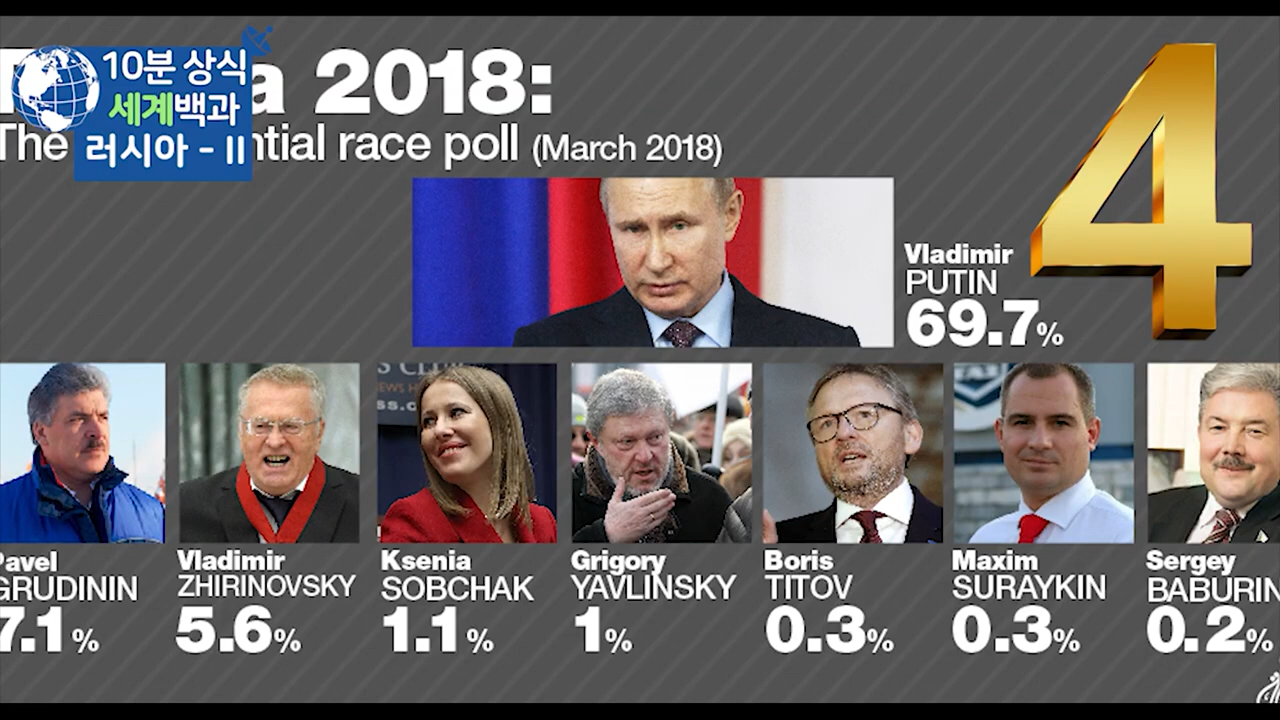 10분 상식
세계백과
러시아 - II
a 2018:
The ntial race poll (March 2018)
4
Vladimir
PUTIN
69.7%
Pavel
GRUDININ
7.1%
Vladimir
ZHIRINOVSKY
5.6%
Ksenia
SOBCHAK
1.1%
Grigory
YAVLINSKY
1%
Boris
TITOV
0.3%
Maxim
SURAYKIN
0.3%
Sergey
BABURIN
0.2%